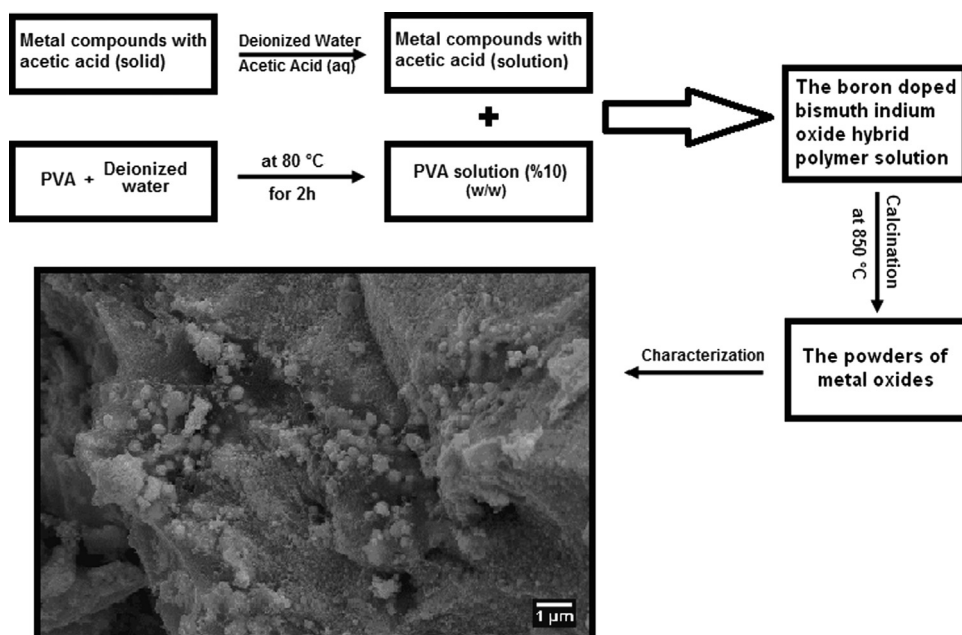 Metal compounds with
acetic acid (solid)
Deionized Water
Acetic Acid (aq)
Metal compounds with
acetic acid (solution)
+
PVA + Deionized
water
at 80 °C
for 2h
PVA solution (%10)
(w/w)
The boron doped
bismuth indium
oxide hybrid
polymer solution
Calcination
at 850 °C
The powders of
metal oxides
Characterization
1 µm